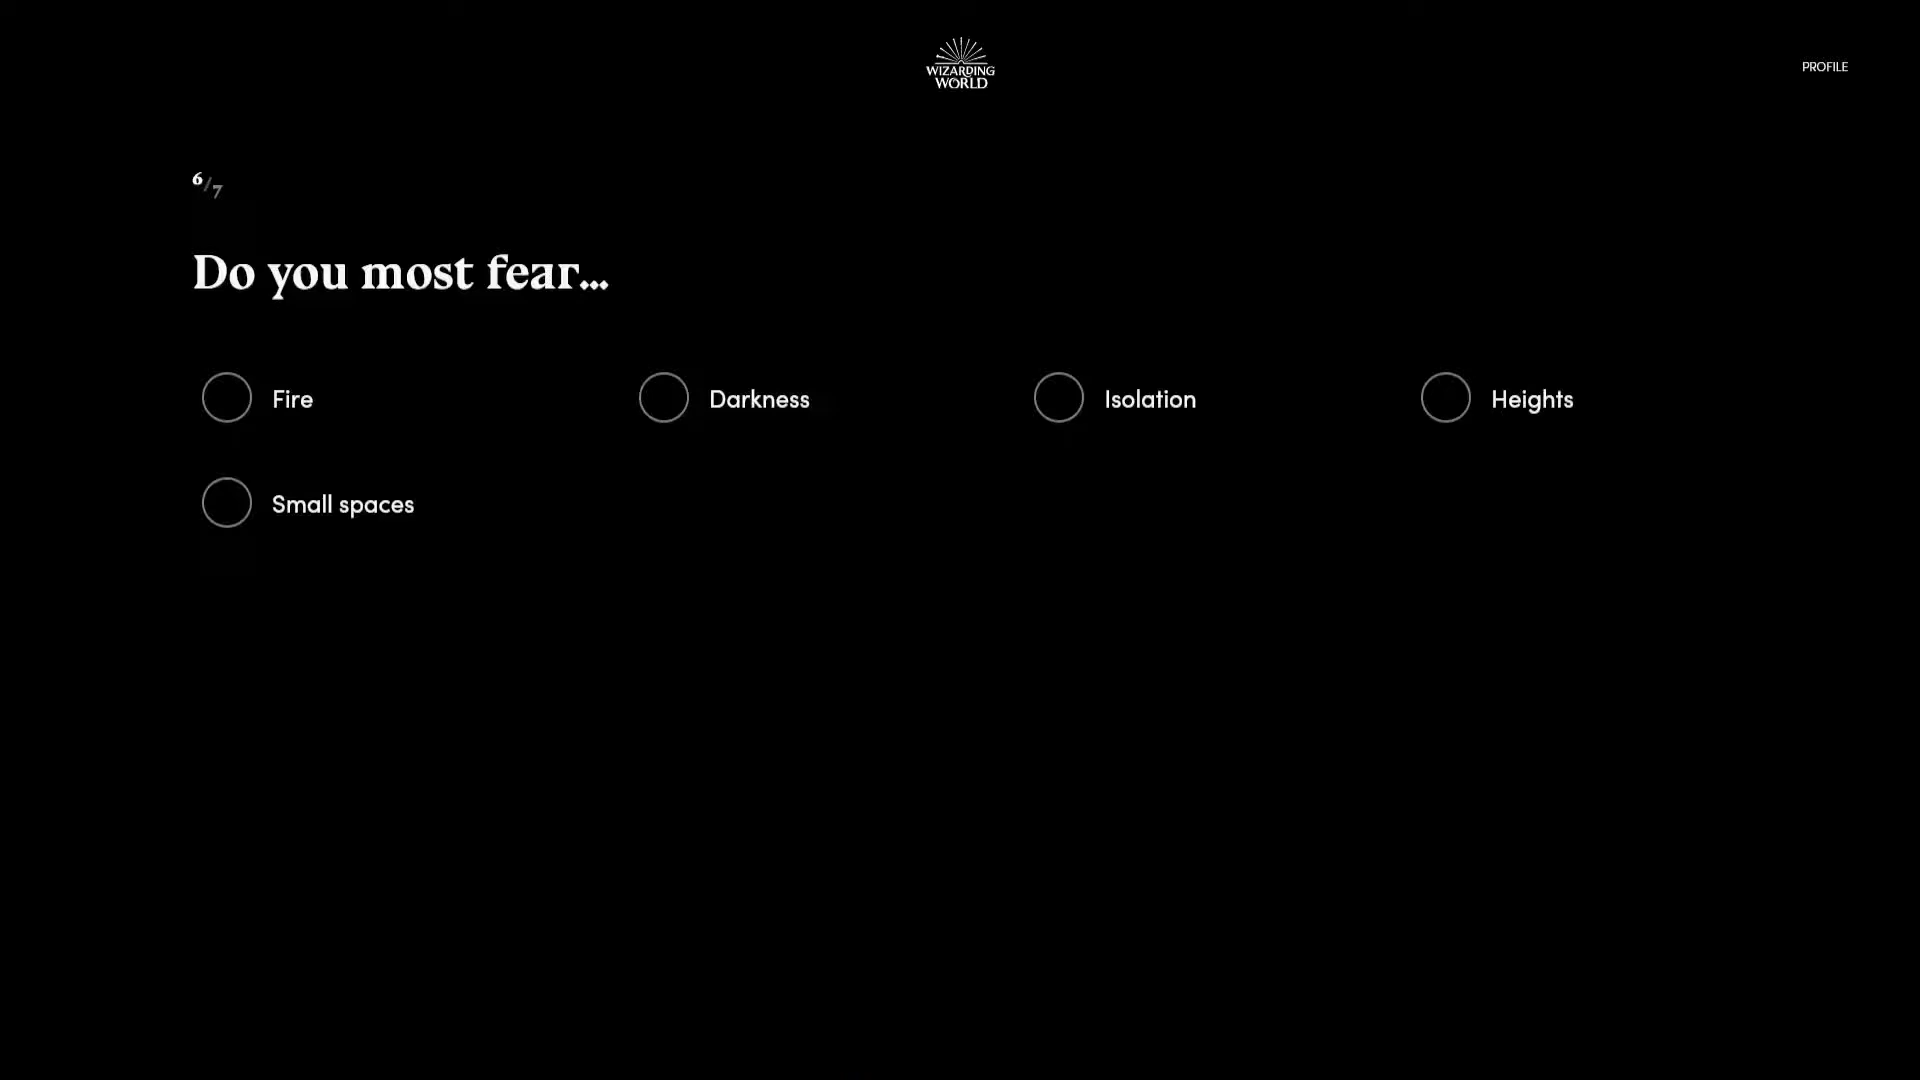 WIZARDING
WORLD
PROFILE
6/7
Do you most fear...
Fire
Darkness
Isolation
Heights
Small spaces